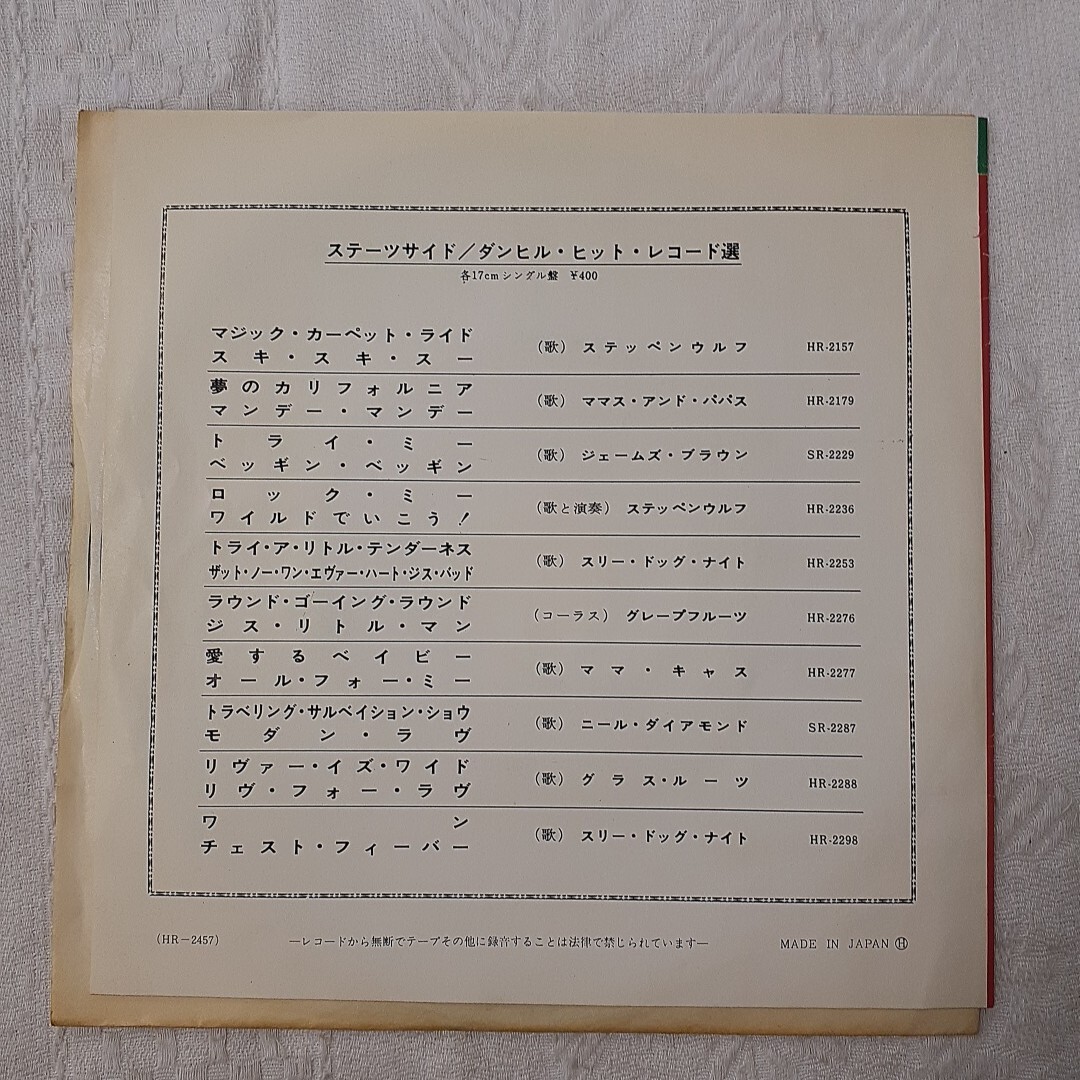 ステーツサイド／ダンヒル・ヒット・レコード選
各17cmシングル盤 ¥400
マジック・カーペット・ライド
スキ・スキ・スー
(歌) ステッペンウルフ HR-2157
夢のカリフォルニア
マンデー・マンデー
(歌) ママス・アンド・パパス HR-2179
トライ・ミー
ベッギン・ベッギン
(歌) ジェームズ・ブラウン SR-2229
ロック・ミー
ワイルドでいこう！
(歌と演奏) ステッペンウルフ HR-2236
トライ・ア・リトル・テンダーネス
ザット・ノー・ワン・エヴァー・ハート・ジス・バッド
(歌) スリー・ドッグ・ナイト HR-2253
ラウンド・ゴーイング・ラウンド
ジス・リトル・マン
(コーラス) グレープフルーツ HR-2276
愛するベイビー
オール・フォー・ミー
(歌) ママ・キャス HR-2277
トラベリング・サルベイション・ショウ
モダン・ラヴ
(歌) ニール・ダイアモンド SR-2287
リヴァー・イズ・ワイド
リヴ・フォー・ラヴ
(歌) グラス・ルーツ HR-2288
ワン
チェスト・フィーバー
(歌) スリー・ドッグ・ナイト HR-2298
(HR−2457) —レコードから無断でテープその他に録音することは法律で禁じられています— MADE IN JAPAN Ⓗ